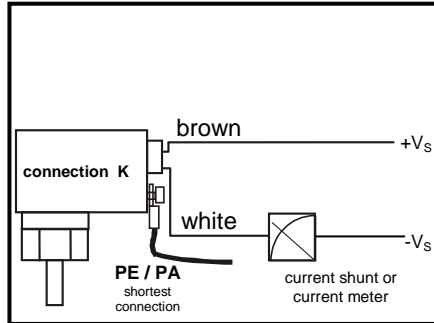 brown
+VS
connection K
white
-VS
PE / PA
shortest
connection
current shunt or
current meter